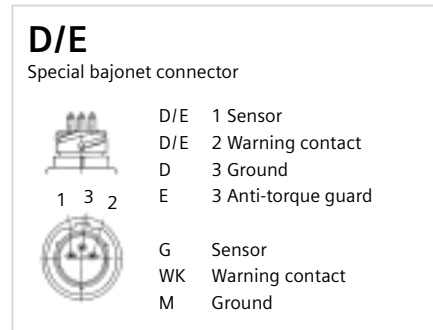 D/E
Special bajonet connector
D/E 1 Sensor
D/E 2 Warning contact
D 3 Ground
E 3 Anti-torque guard
1 3 2
G Sensor
WK Warning contact
M Ground